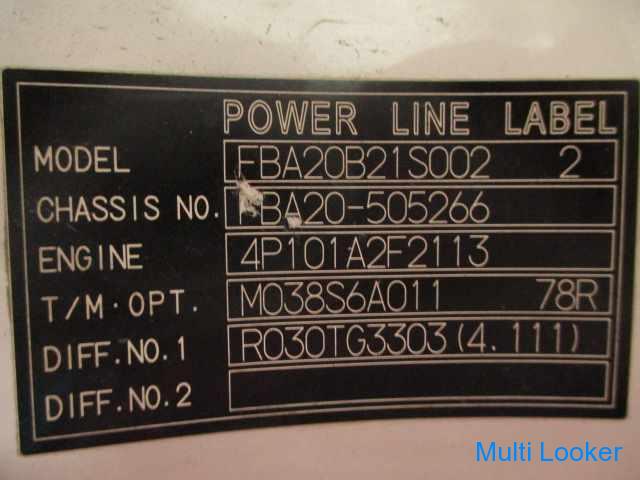 POWER LINE LABEL
MODEL FBA20B21S002 2
CHASSIS NO. FBA20-505266
ENGINE 4P101A2F2113
T/M·OPT. M038S6A011 78R
DIFF.NO.1 R030TG3303(4.111)
DIFF.NO.2
Multi Looker